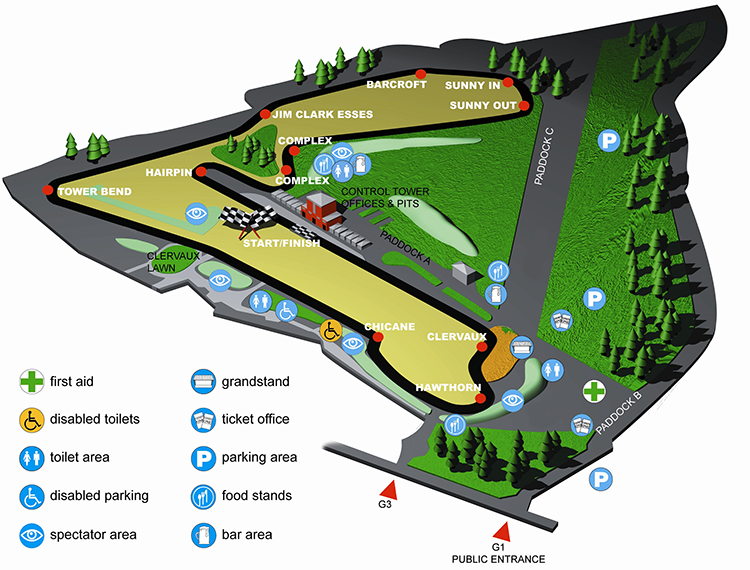 BARCROFT
SUNNY IN
SUNNY OUT
JIM CLARK ESSES
COMPLEX
PADDOCK C
HAIRPIN
COMPLEX
TOWER BEND
CONTROL TOWER
OFFICES & PITS
START/FINISH
PADDOCK A
CLERVAUX
LAWN
CHICANE
CLERVAUX
HAWTHORN
PADDOCK B
P
P
P
first aid
grandstand
disabled toilets
ticket office
toilet area
P
parking area
disabled parking
food stands
spectator area
bar area
G3
G1
PUBLIC ENTRANCE